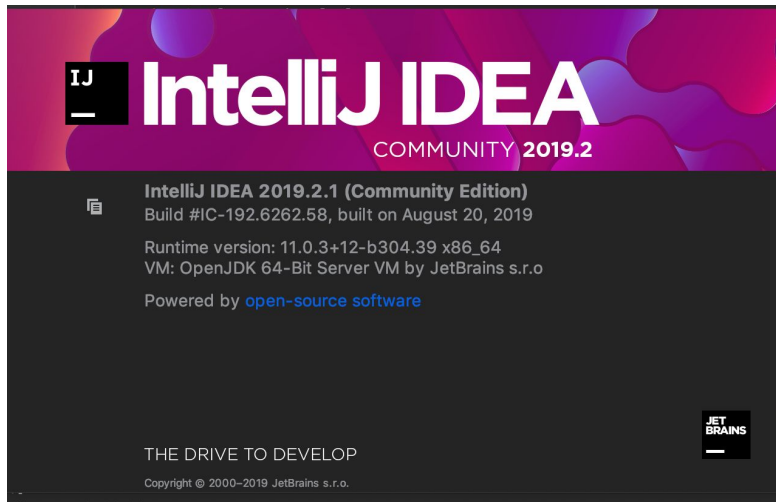 IJ
IntelliJ IDEA
COMMUNITY 2019.2
IntelliJ IDEA 2019.2.1 (Community Edition)
Build #IC-192.6262.58, built on August 20, 2019
Runtime version: 11.0.3+12-b304.39 x86_64
VM: OpenJDK 64-Bit Server VM by JetBrains s.r.o
Powered by open-source software
JET
BRAINS
THE DRIVE TO DEVELOP
Copyright © 2000–2019 JetBrains s.r.o.